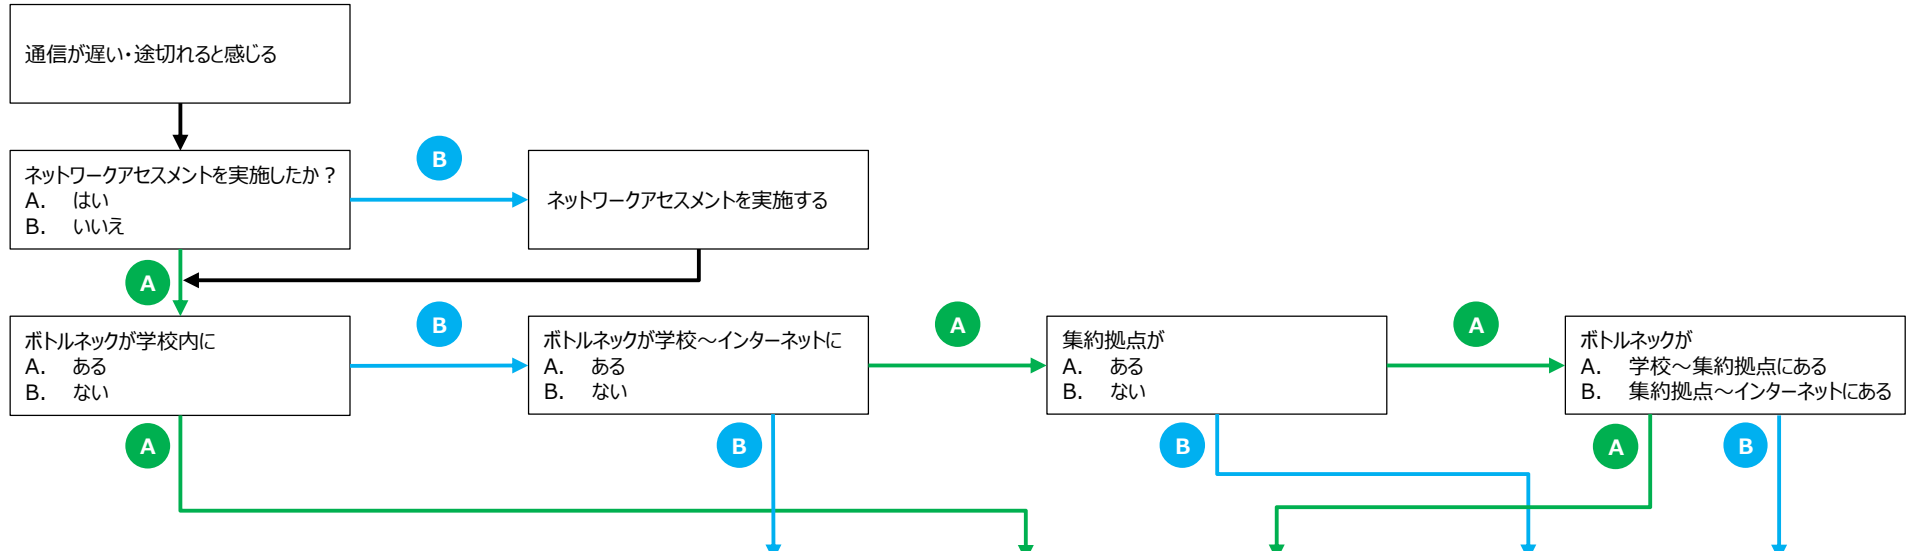 通信が遅い・途切れると感じる
ネットワークアセスメントを実施したか？
A. はい
B. いいえ
B
ネットワークアセスメントを実施する
A
ボトルネックが学校内に
A. ある
B. ない
B
ボトルネックが学校～インターネットに
A. ある
B. ない
A
集約拠点が
A. ある
B. ない
A
ボトルネックが
A. 学校～集約拠点にある
B. 集約拠点～インターネットにある
A
B
B
A
B